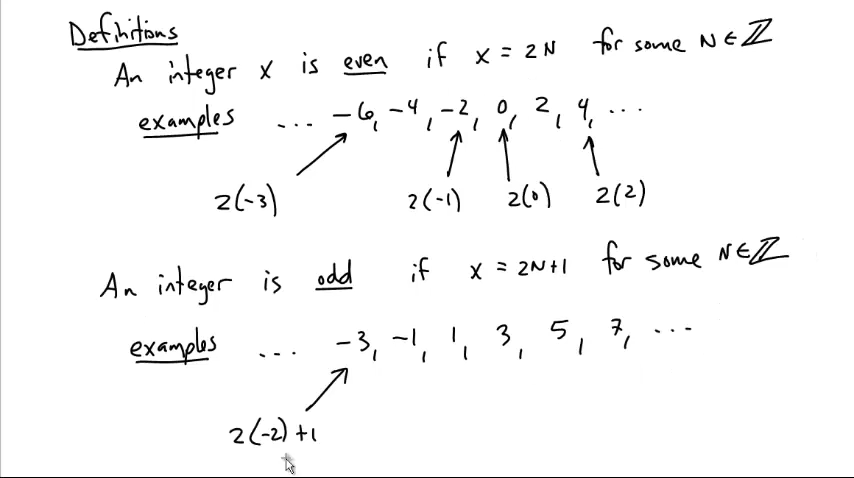 Definitions
An integer x is even if x = 2N for some N ∈ ℤ
examples ... -6, -4, -2, 0, 2, 4, ...
2(-3) 2(-1) 2(0) 2(2)
An integer is odd if x = 2N+1 for some N ∈ ℤ
examples ... -3, -1, 1, 3, 5, 7, ...
2(-2)+1